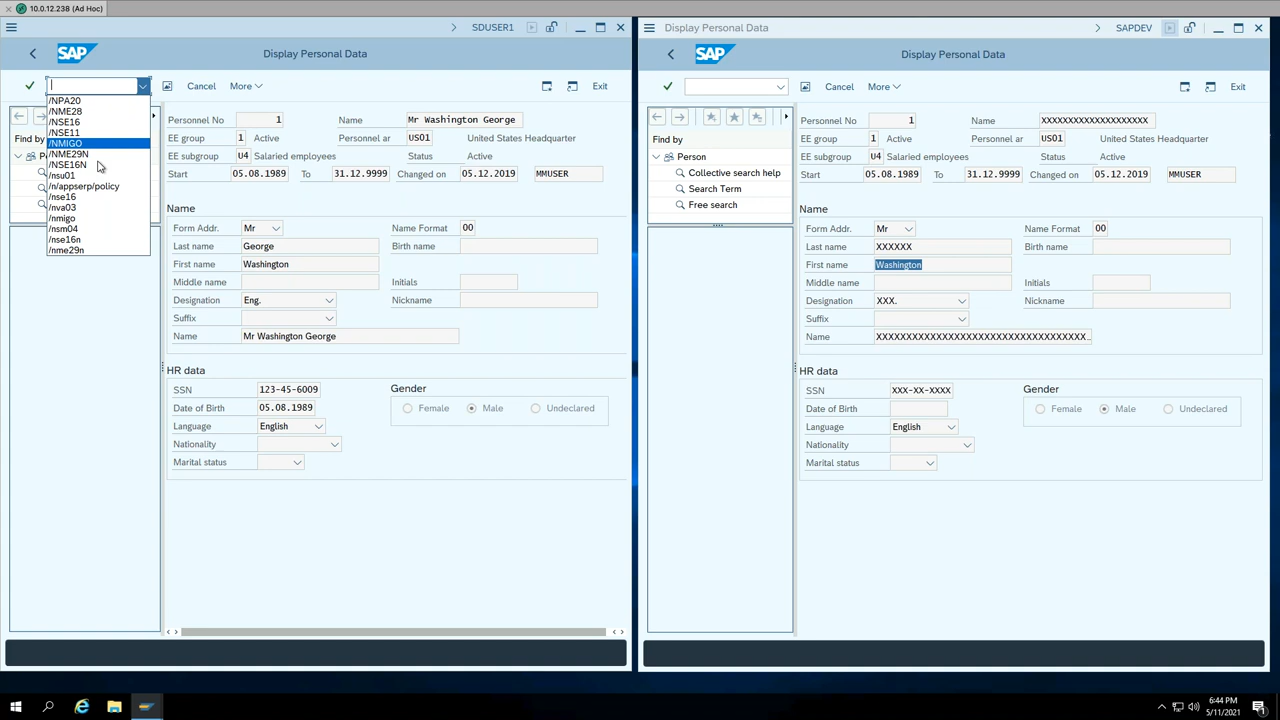 10.0.12.238 (Ad Hoc)
SDUSER1
SAP
Display Personal Data
Cancel
More
Exit
/NPA20
/NME28
/NSE16
/NSE11
/NMIGO
/NME29N
/NSE16N
/nsu01
/n/appserp/policy
/nse16
/nva03
/nmigo
/nsm04
/nse16n
/nme29n
Find by
P
Personnel No 1 Name Mr Washington George
EE group 1 Active Personnel ar US01 United States Headquarter
EE subgroup U4 Salaried employees Status Active
Start 05.08.1989 To 31.12.9999 Changed on 05.12.2019 MMUSER
Name
Form Addr. Mr Name Format 00
Last name George Birth name
First name Washington
Middle name Initials
Designation Eng. Nickname
Suffix
Name Mr Washington George
HR data
SSN 123-45-6009 Gender
Date of Birth 05.08.1989 Female Male Undeclared
Language English
Nationality
Marital status
Display Personal Data
SAPDEV
SAP
Display Personal Data
Cancel
More
Exit
Find by
Person
Collective search help
Search Term
Free search
Personnel No 1 Name XXXXXXXXXXXXXXXXXXXX
EE group 1 Active Personnel ar US01 United States Headquarter
EE subgroup U4 Salaried employees Status Active
Start 05.08.1989 To 31.12.9999 Changed on 05.12.2019 MMUSER
Name
Form Addr. Mr Name Format 00
Last name XXXXXX Birth name
First name Washington
Middle name Initials
Designation XXX. Nickname
Suffix
Name XXXXXXXXXXXXXXXXXXXXXXXXXXXXXXXXXXX…
HR data
SSN XXX-XX-XXXX Gender
Date of Birth Female Male Undeclared
Language English
Nationality
Marital status
6:44 PM
5/11/2021
1